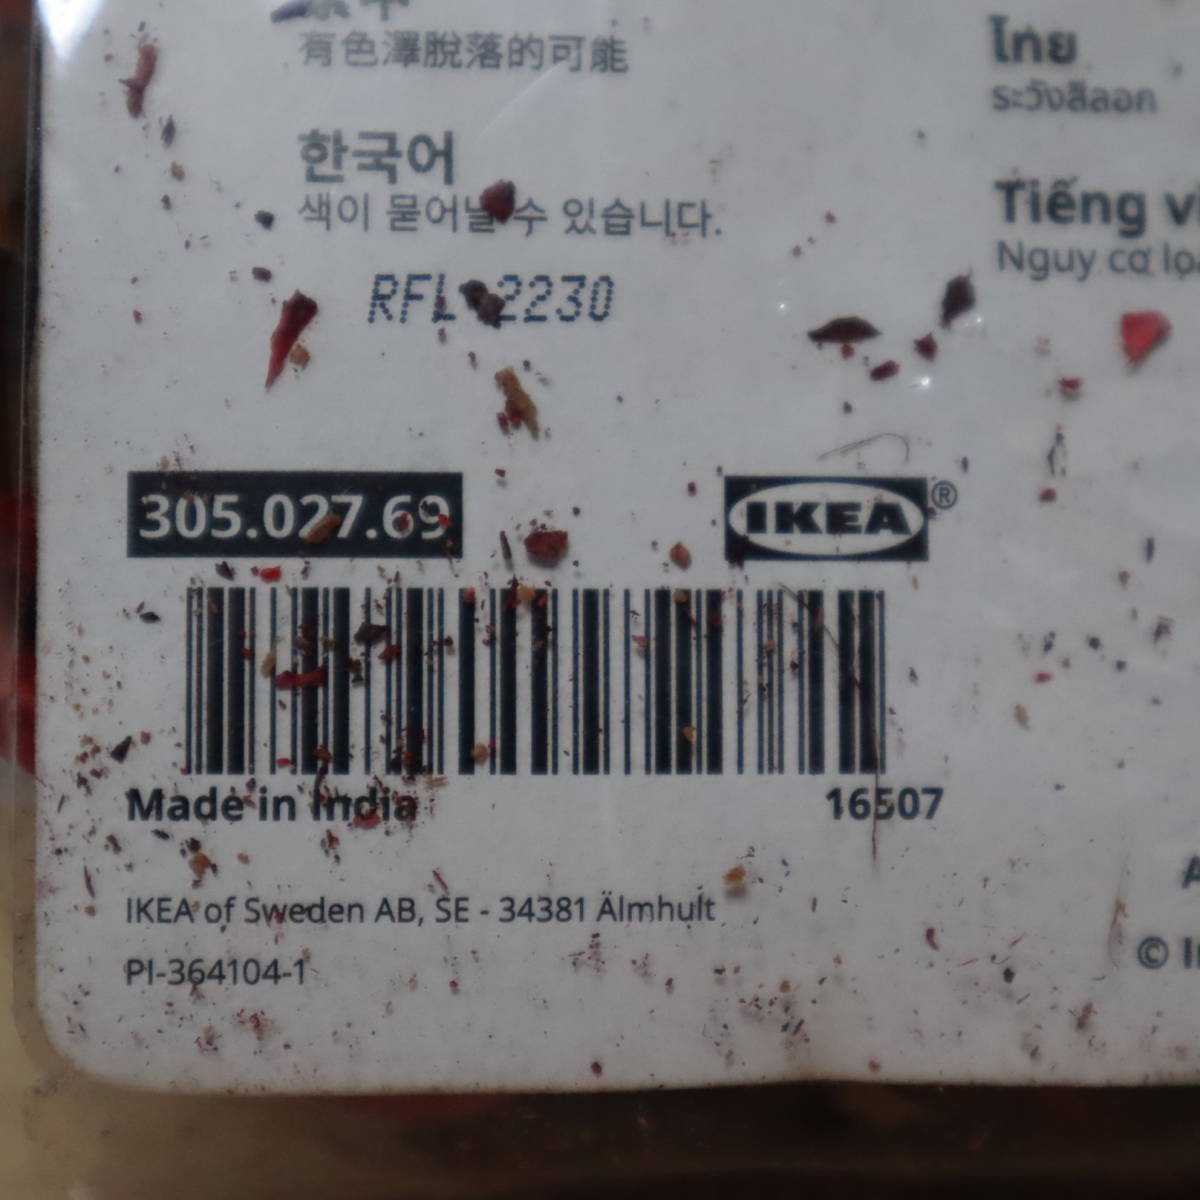 有色澤脫落的可能
한국어
색이 묻어날 수 있습니다.
RFL 2230
ไทย
ระวังสีลอก
Tiếng
Nguy cơ
305.027.69
IKEA®
Made in India
16507
IKEA of Sweden AB, SE - 34381 Älmhult
PI-364104-1
©